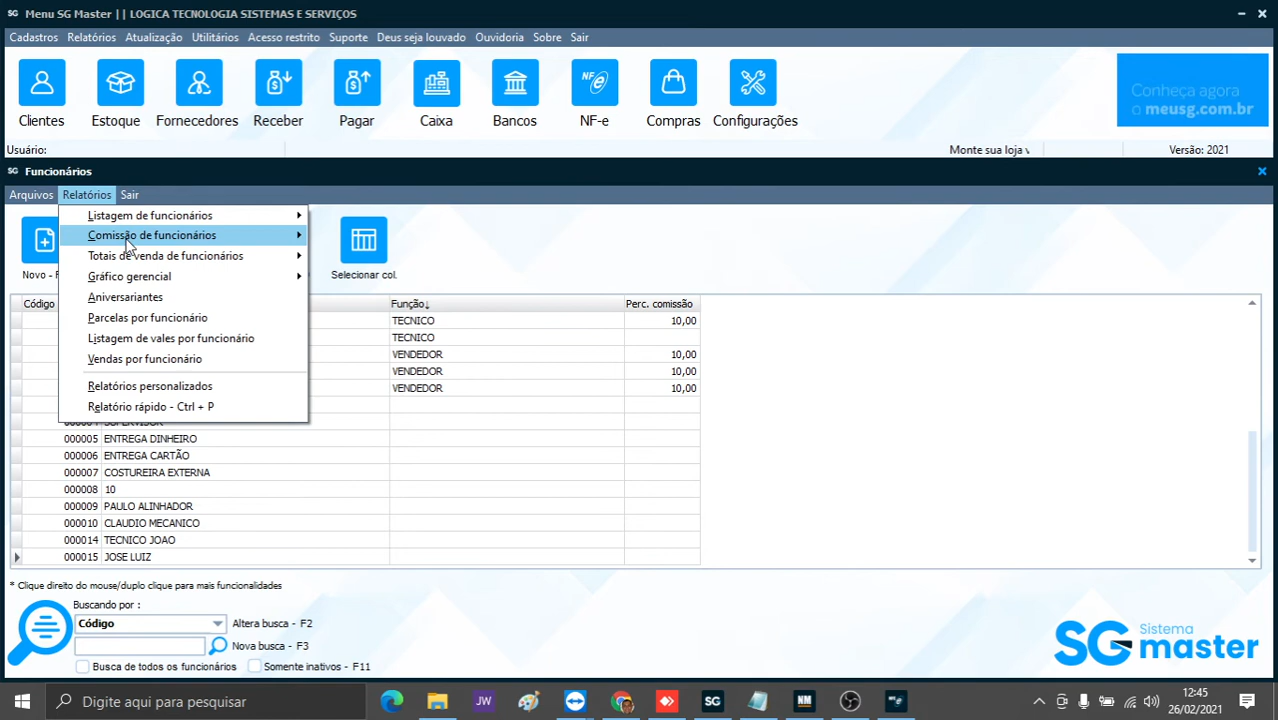 SG Menu SG Master || LOGICA TECNOLOGIA SISTEMAS E SERVIÇOS
Cadastros Relatórios Atualização Utilitários Acesso restrito Suporte Deus seja louvado Ouvidoria Sobre Sair
NFe
Conheça agora
o meusg.com.br
Clientes Estoque Fornecedores Receber Pagar Caixa Bancos NF-e Compras Configurações
Usuário: Monte sua loja v Versão: 2021
SG Funcionários
Arquivos Relatórios Sair
Listagem de funcionários
Comissão de funcionários
Totais de venda de funcionários
Gráfico gerencial
Aniversariantes
Parcelas por funcionário
Listagem de vales por funcionário
Vendas por funcionário
Relatórios personalizados
Relatório rápido - Ctrl + P
Novo - F Selecionar col.
Código Função↓ Perc. comissão
TECNICO 10,00
TECNICO
VENDEDOR 10,00
VENDEDOR 10,00
VENDEDOR 10,00
000004 SUPERVISOR
000005 ENTREGA DINHEIRO
000006 ENTREGA CARTÃO
000007 COSTUREIRA EXTERNA
000008 10
000009 PAULO ALINHADOR
000010 CLAUDIO MECANICO
000014 TECNICO JOAO
000015 JOSE LUIZ
* Clique direito do mouse/duplo clique para mais funcionalidades
Buscando por :
Código Altera busca - F2
Nova busca - F3
Busca de todos os funcionários Somente inativos - F11
SG Sistema
master
Digite aqui para pesquisar JW SG NM 12:45
26/02/2021